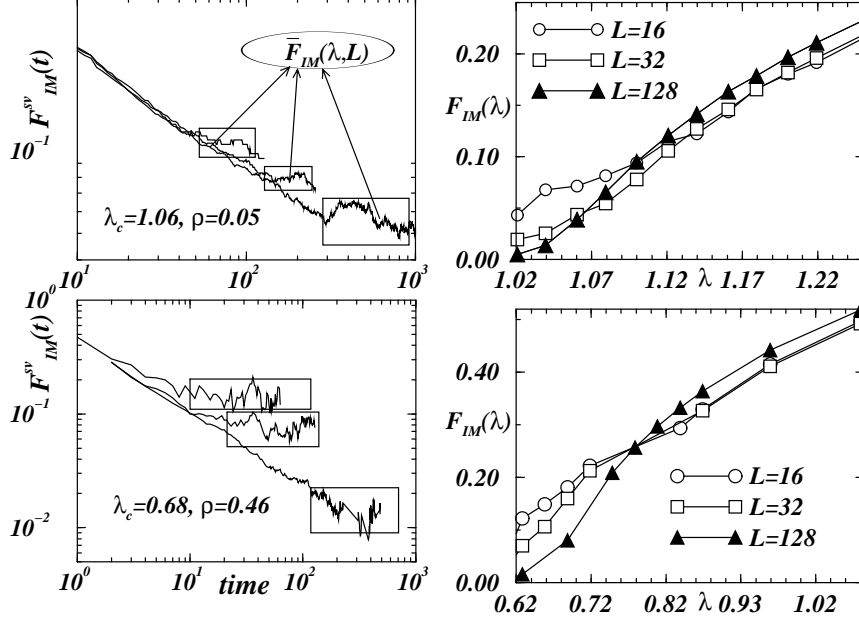 F̄_IM(λ,L)
F^sv_IM(t)
10^-1
λ_c=1.06, ρ=0.05
10^1 10^2 10^3
L=16
L=32
L=128
0.20
F_IM(λ)
0.10
0.00
1.02 1.07 1.12 λ 1.17 1.22
10^0
F^sv_IM(t)
10^-1
10^-2
λ_c=0.68, ρ=0.46
10^0 10^1 10^2 10^3
time
0.40
F_IM(λ)
0.20
0.00
L=16
L=32
L=128
0.62 0.72 0.82 λ 0.93 1.02